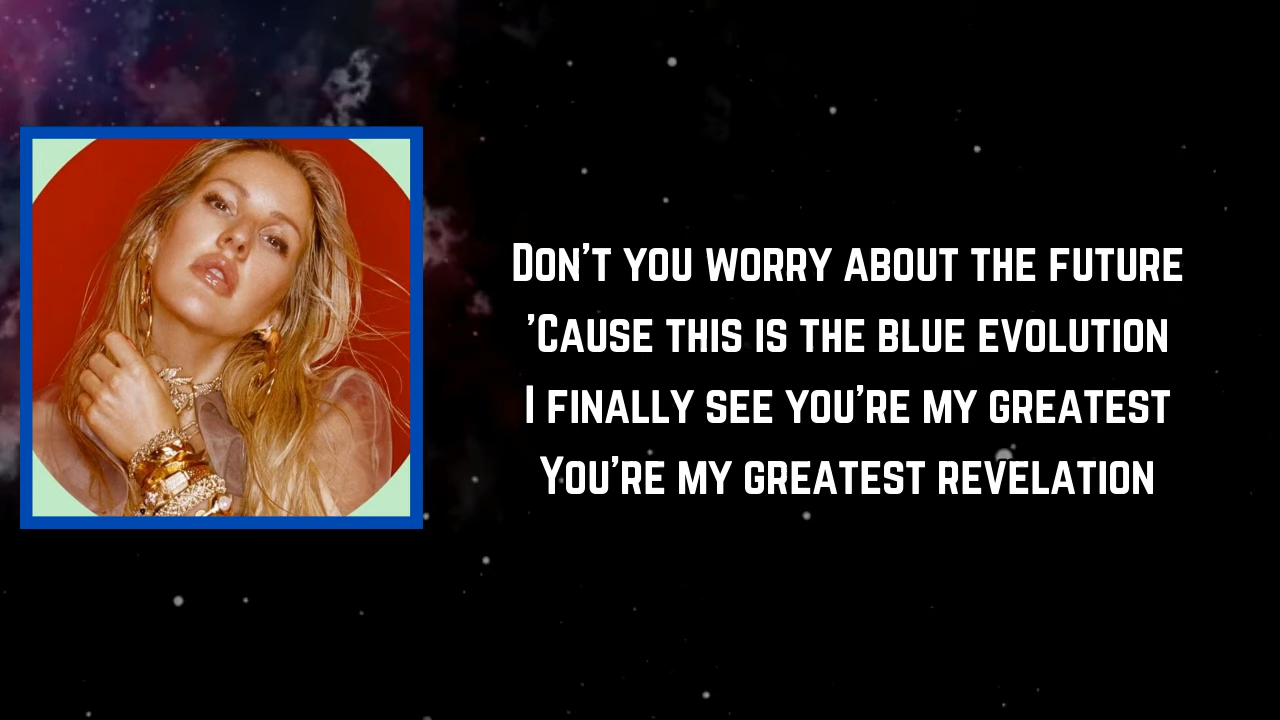 Don't you worry about the future
'Cause this is the blue evolution
I finally see you're my greatest
You're my greatest revelation